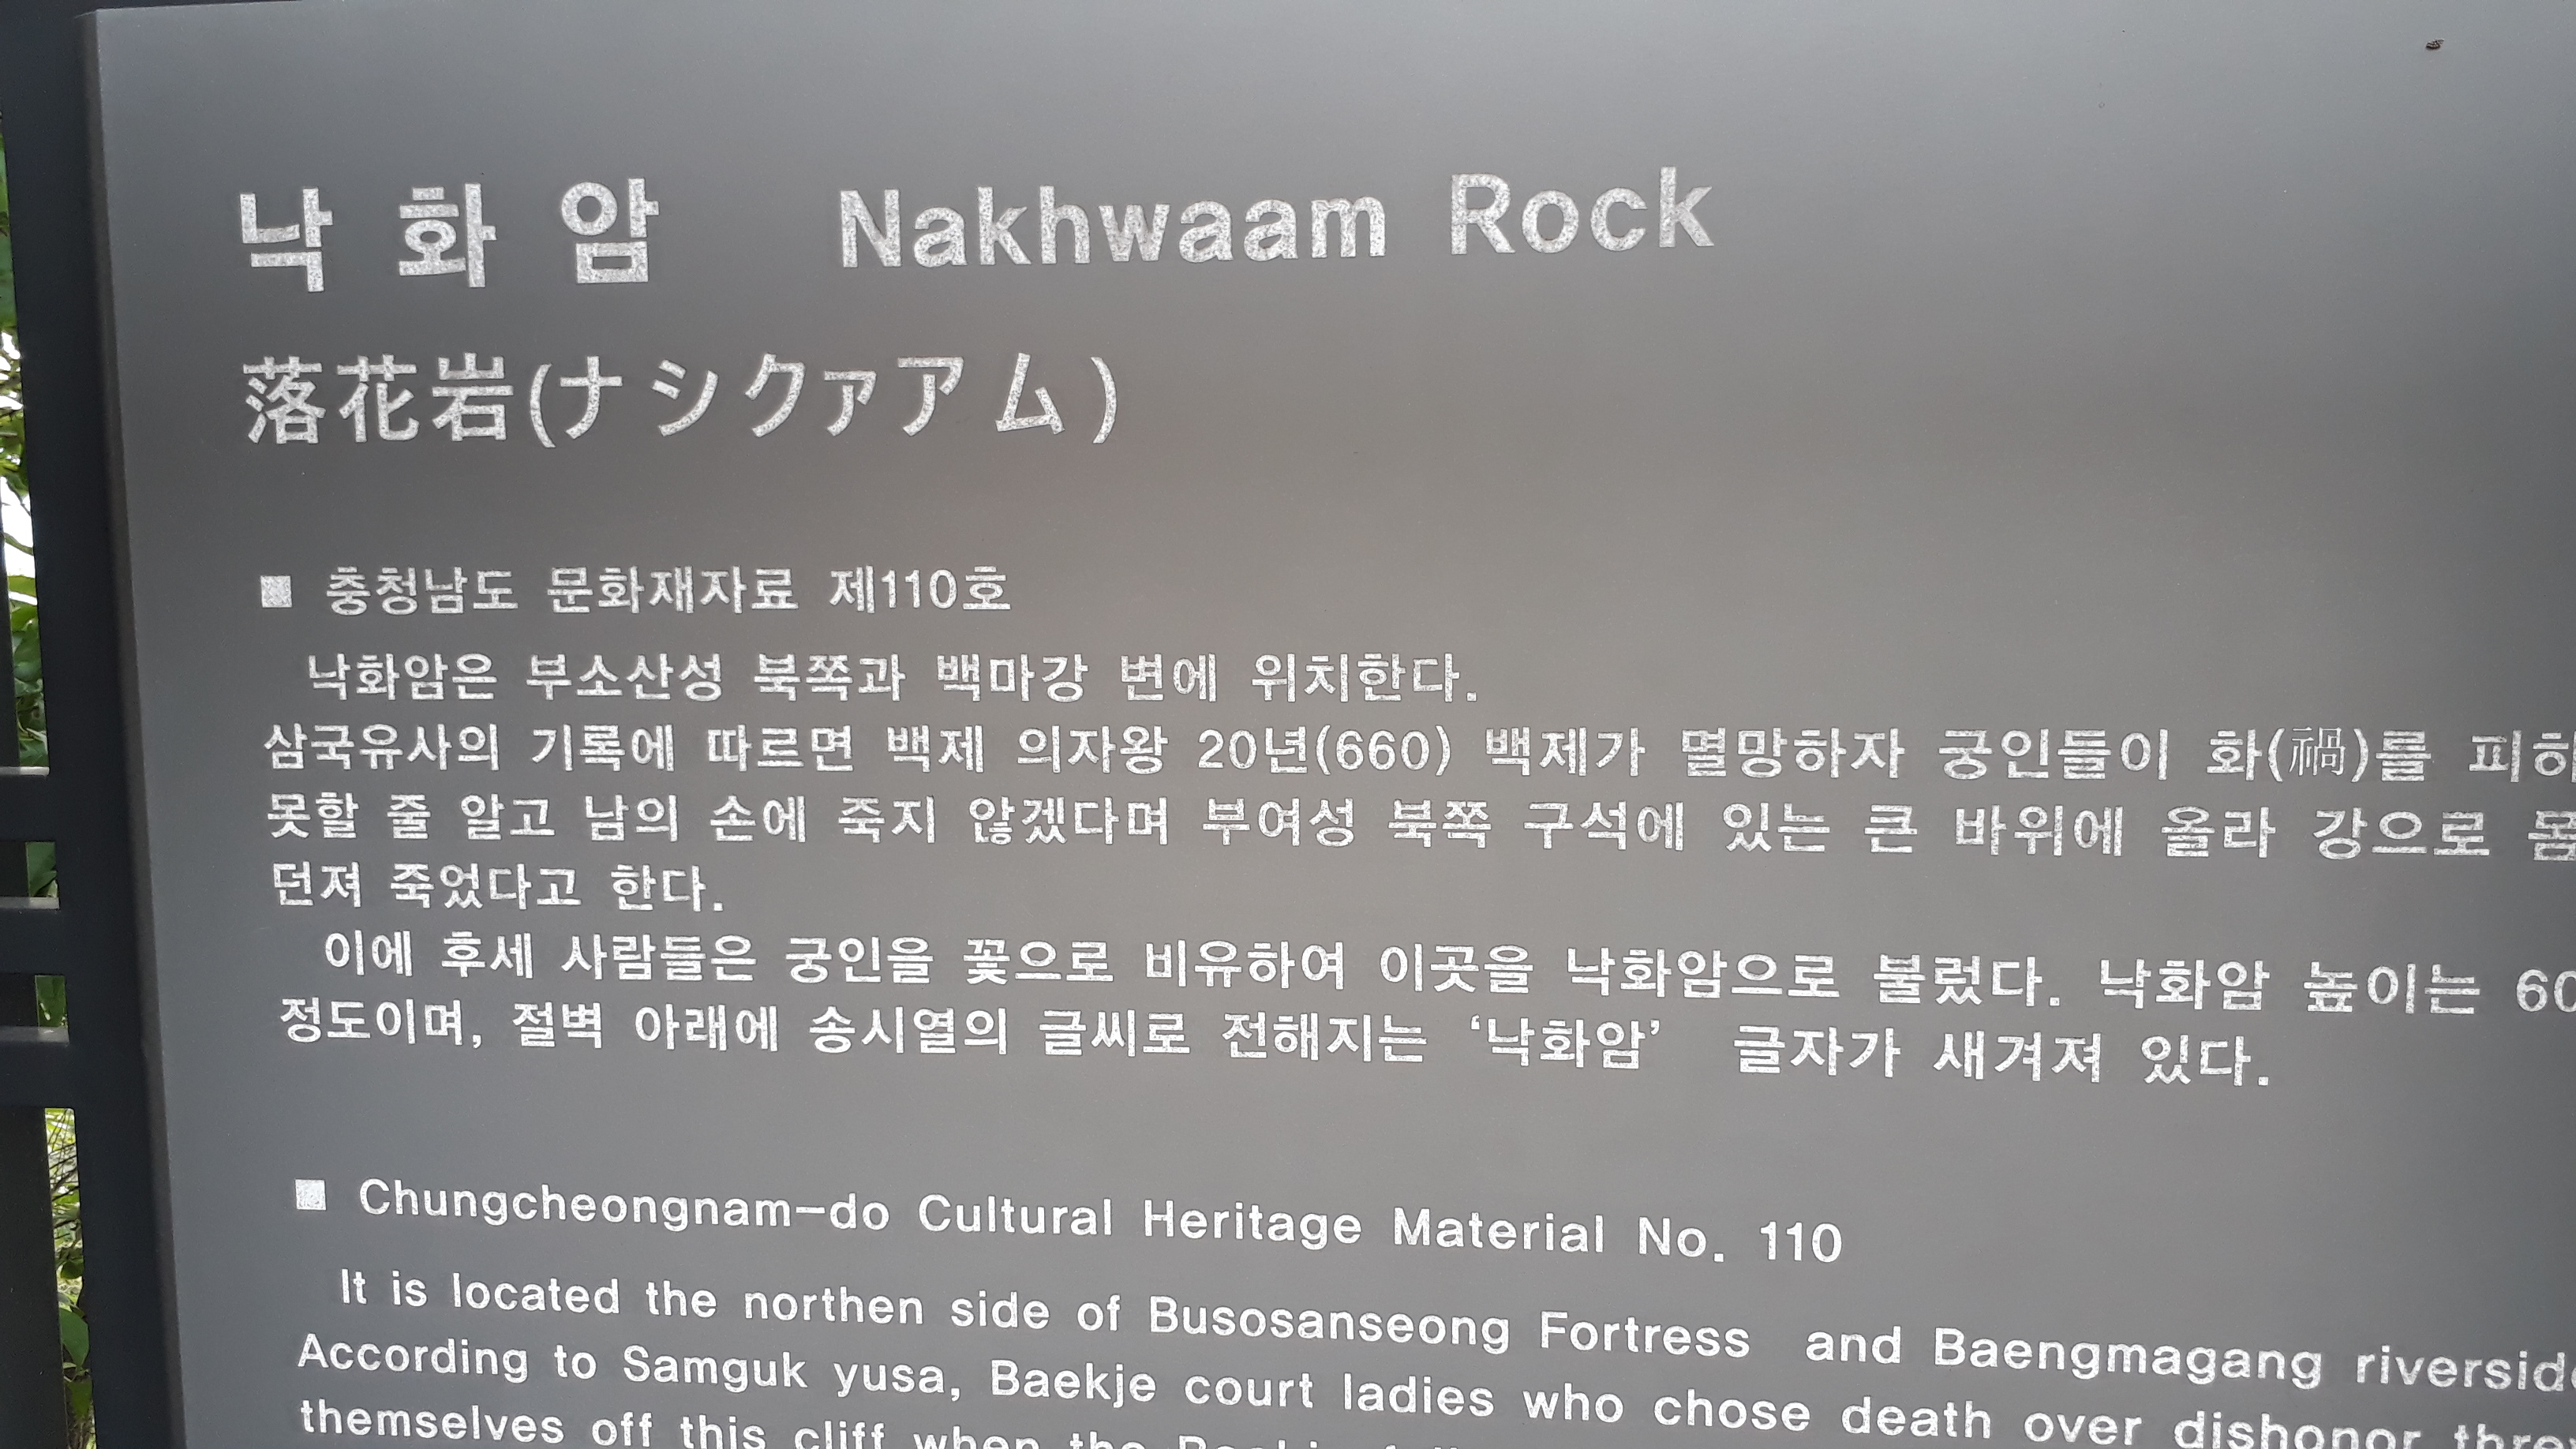 낙 화 암 Nakhwaam Rock
落花岩(ナシクァアム)
■ 충청남도 문화재자료 제110호
낙화암은 부소산성 북쪽과 백마강 변에 위치한다.
삼국유사의 기록에 따르면 백제 의자왕 20년(660) 백제가 멸망하자 궁인들이 화(禍)를 피하
못할 줄 알고 남의 손에 죽지 않겠다며 부여성 북쪽 구석에 있는 큰 바위에 올라 강으로 몸
던져 죽었다고 한다.
이에 후세 사람들은 궁인을 꽃으로 비유하여 이곳을 낙화암으로 불렀다. 낙화암 높이는 60
정도이며, 절벽 아래에 송시열의 글씨로 전해지는 ‘낙화암’ 글자가 새겨져 있다.
■ Chungcheongnam-do Cultural Heritage Material No. 110
It is located the northen side of Busosanseong Fortress and Baengmagang riverside
According to Samguk yusa, Baekje court ladies who chose death over dishonor
themselves off this cliff when the